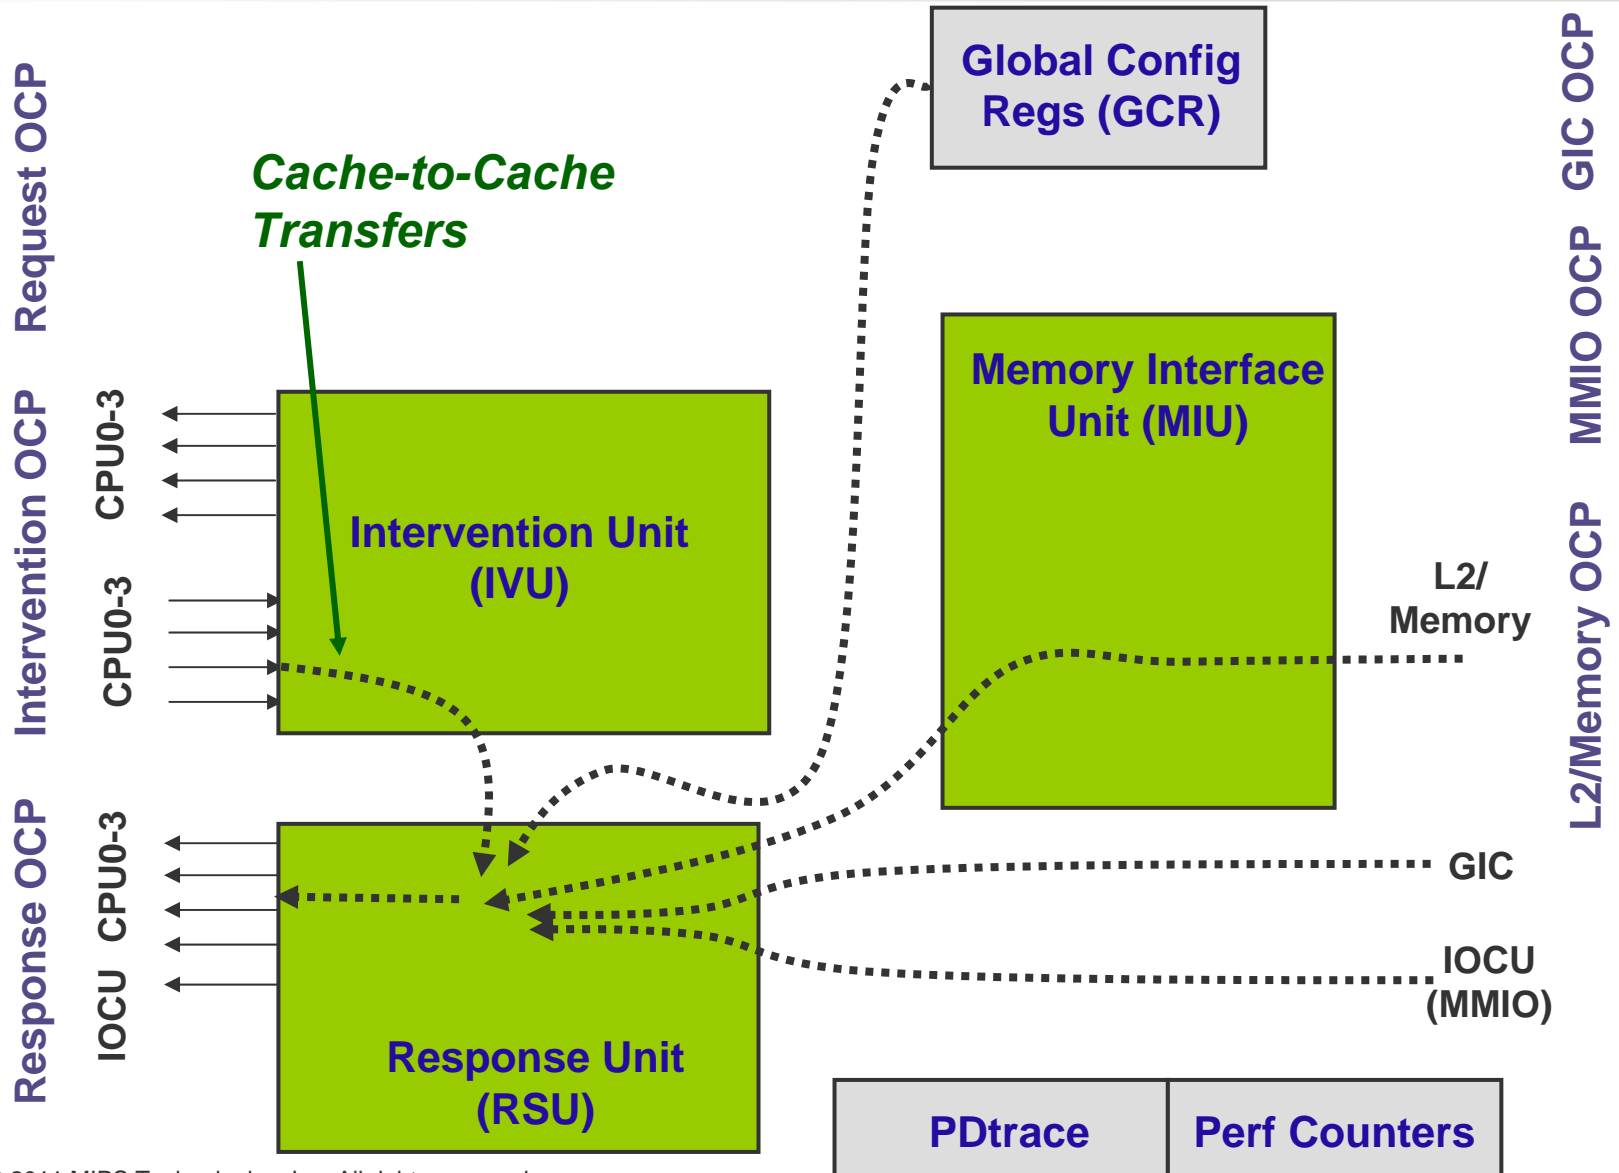 Global Config
Regs (GCR)
Request OCP
GIC OCP
Cache-to-Cache
Transfers
MMIO OCP
Memory Interface
Unit (MIU)
Intervention OCP
CPU0-3
CPU0-3
Intervention Unit
(IVU)
L2/
Memory
L2/Memory OCP
Response OCP
CPU0-3
IOCU
GIC
IOCU
(MMIO)
Response Unit
(RSU)
PDtrace
Perf Counters